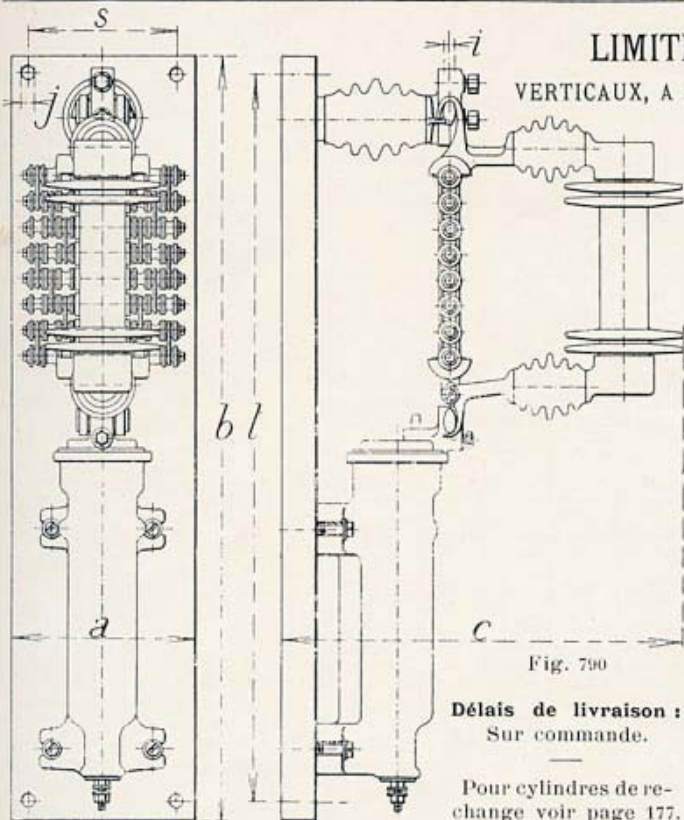 s
i
LIMIT
VERTICAUX, A
j
b l
a
c
Fig. 790
Délais de livraison :
Sur commande.
Pour cylindres de re-
change voir page 177.